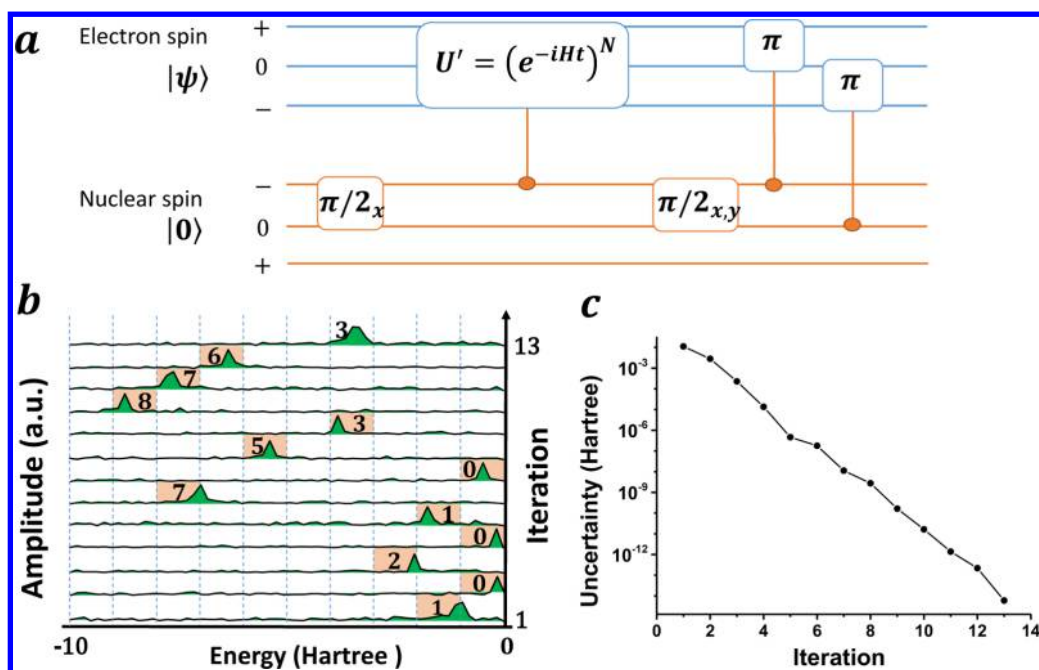 a
Electron spin
|ψ⟩
+
0
−
U′ = (e^{-iHt})^N
π
π
Nuclear spin
|0⟩
−
0
+
π/2_x
π/2_{x,y}
b
Amplitude (a.u.)
3
6
7
8
3
5
0
7
1
0
2
0
1
13
Iteration
1
-10
0
Energy (Hartree )
c
Uncertainty (Hartree)
10^{-3}
10^{-6}
10^{-9}
10^{-12}
0 2 4 6 8 10 12 14
Iteration